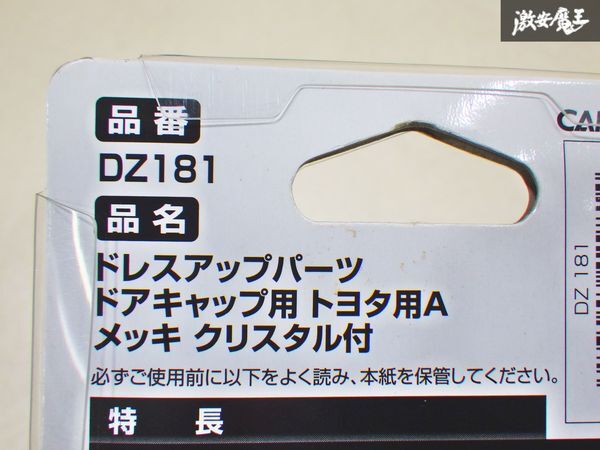 激安魔王
品番
DZ181
品名
ドレスアップパーツ
ドアキャップ用 トヨタ用A
メッキ クリスタル付
必ずご使用前に以下をよく読み、本紙を保管してください。
特 長
DZ 181